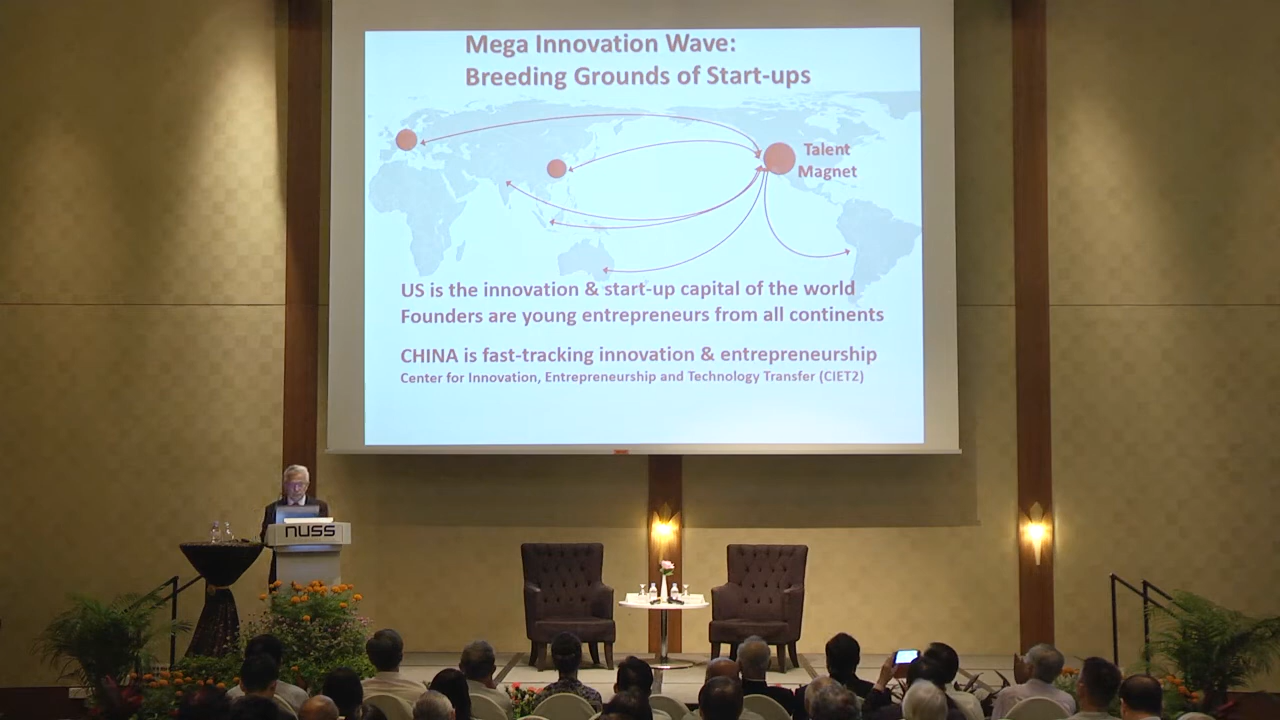 Mega Innovation Wave:
Breeding Grounds of Start-ups
Talent
Magnet
US is the innovation & start-up capital of the world
Founders are young entrepreneurs from all continents
CHINA is fast-tracking innovation & entrepreneurship
Center for Innovation, Entrepreneurship and Technology Transfer (CIET2)
nuss